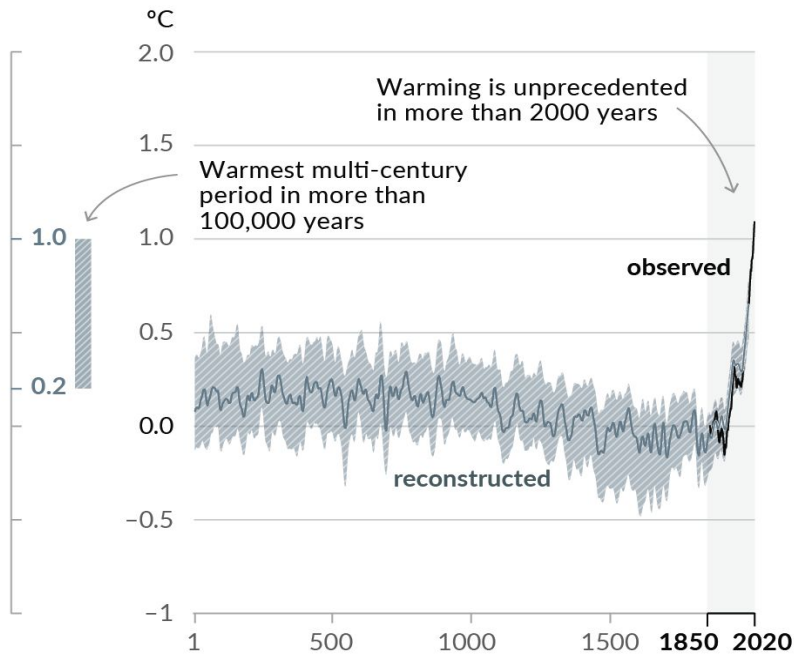 °C
2.0
Warming is unprecedented
in more than 2000 years
1.5
Warmest multi-century
period in more than
100,000 years
1.0
1.0
observed
0.5
0.2
0.0
reconstructed
–0.5
–1
1 500 1000 1500 1850 2020